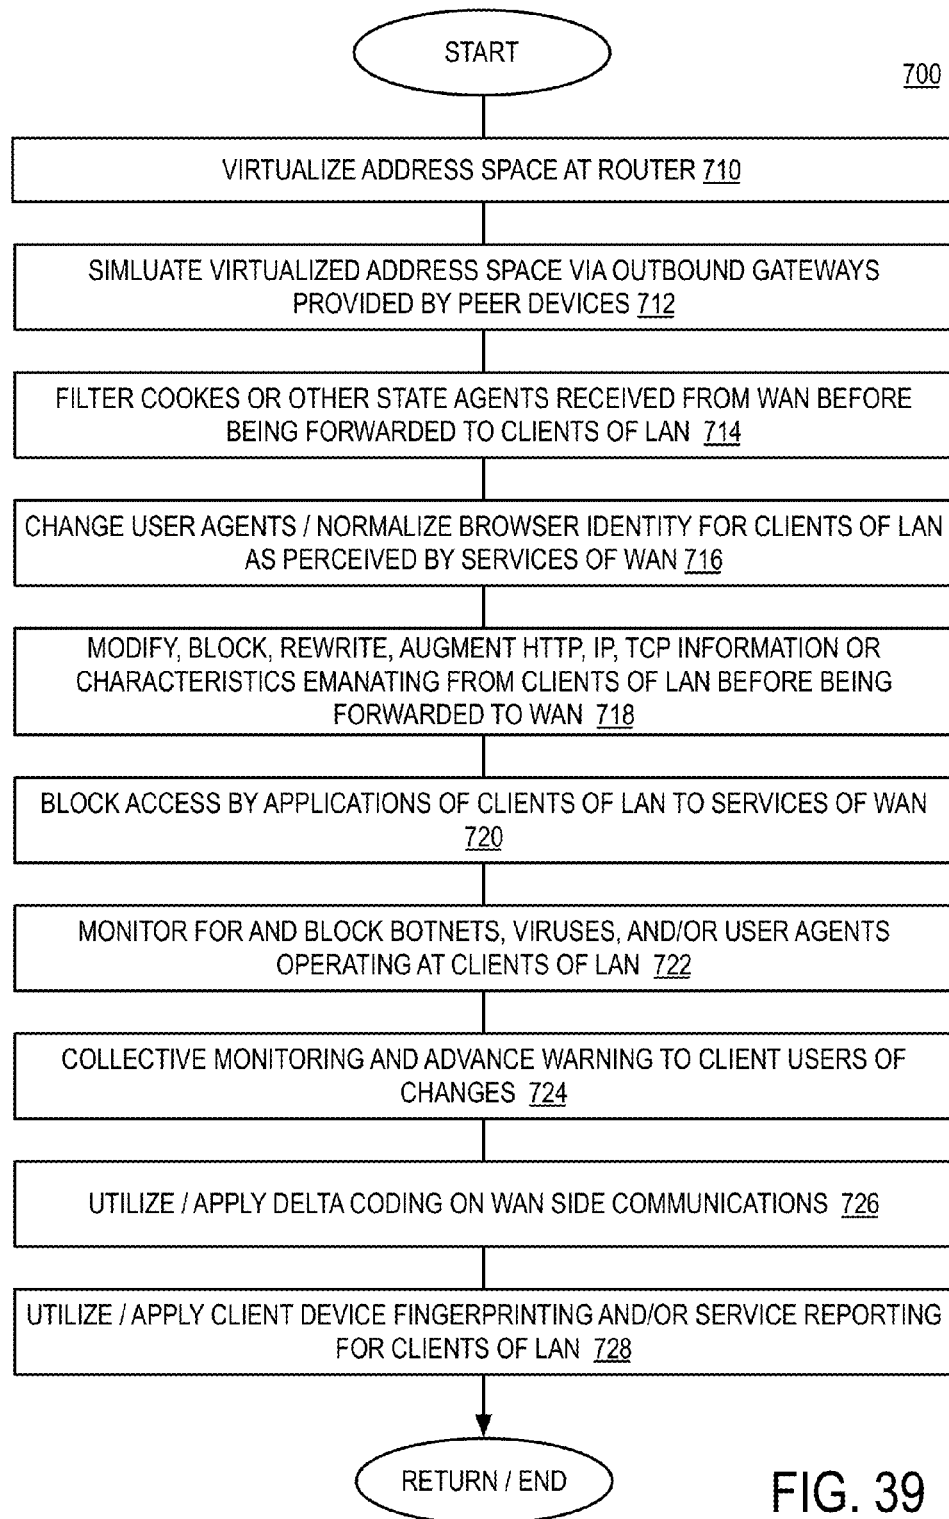 START
700
VIRTUALIZE ADDRESS SPACE AT ROUTER 710
SIMLUATE VIRTUALIZED ADDRESS SPACE VIA OUTBOUND GATEWAYS
PROVIDED BY PEER DEVICES 712
FILTER COOKES OR OTHER STATE AGENTS RECEIVED FROM WAN BEFORE
BEING FORWARDED TO CLIENTS OF LAN 714
CHANGE USER AGENTS / NORMALIZE BROWSER IDENTITY FOR CLIENTS OF LAN
AS PERCEIVED BY SERVICES OF WAN 716
MODIFY, BLOCK, REWRITE, AUGMENT HTTP, IP, TCP INFORMATION OR
CHARACTERISTICS EMANATING FROM CLIENTS OF LAN BEFORE BEING
FORWARDED TO WAN 718
BLOCK ACCESS BY APPLICATIONS OF CLIENTS OF LAN TO SERVICES OF WAN
720
MONITOR FOR AND BLOCK BOTNETS, VIRUSES, AND/OR USER AGENTS
OPERATING AT CLIENTS OF LAN 722
COLLECTIVE MONITORING AND ADVANCE WARNING TO CLIENT USERS OF
CHANGES 724
UTILIZE / APPLY DELTA CODING ON WAN SIDE COMMUNICATIONS 726
UTILIZE / APPLY CLIENT DEVICE FINGERPRINTING AND/OR SERVICE REPORTING
FOR CLIENTS OF LAN 728
RETURN / END
FIG. 39